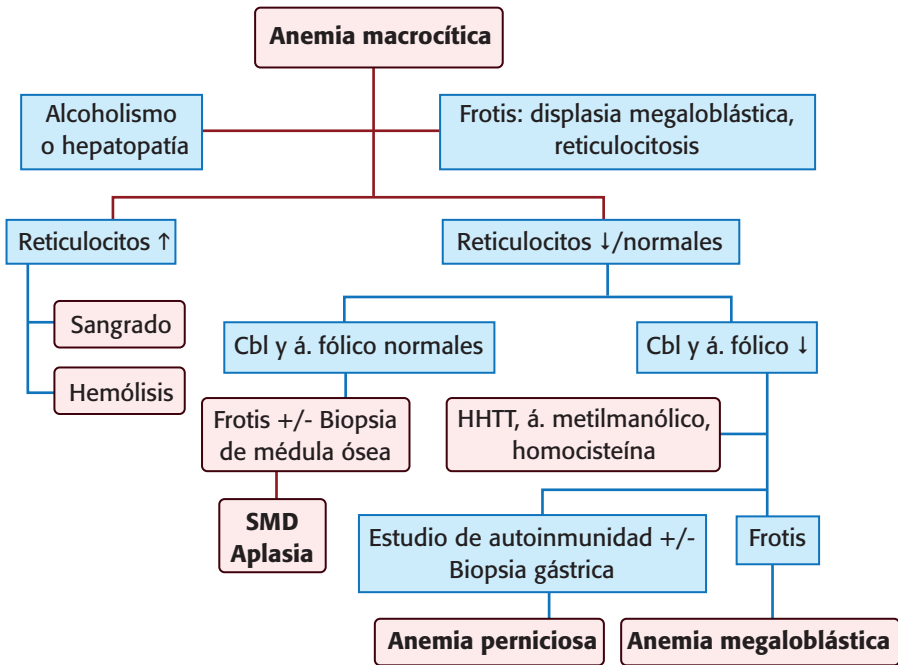 Anemia macrocítica
Alcoholismo
o hepatopatía
Frotis: displasia megaloblástica,
reticulocitosis
Reticulocitos ↑
Reticulocitos ↓/normales
Sangrado
Hemólisis
Cbl y á. fólico normales
Cbl y á. fólico ↓
Frotis +/- Biopsia
de médula ósea
HHTT, á. metilmanólico,
homocisteína
SMD
Aplasia
Estudio de autoinmunidad +/-
Biopsia gástrica
Frotis
Anemia perniciosa
Anemia megaloblástica